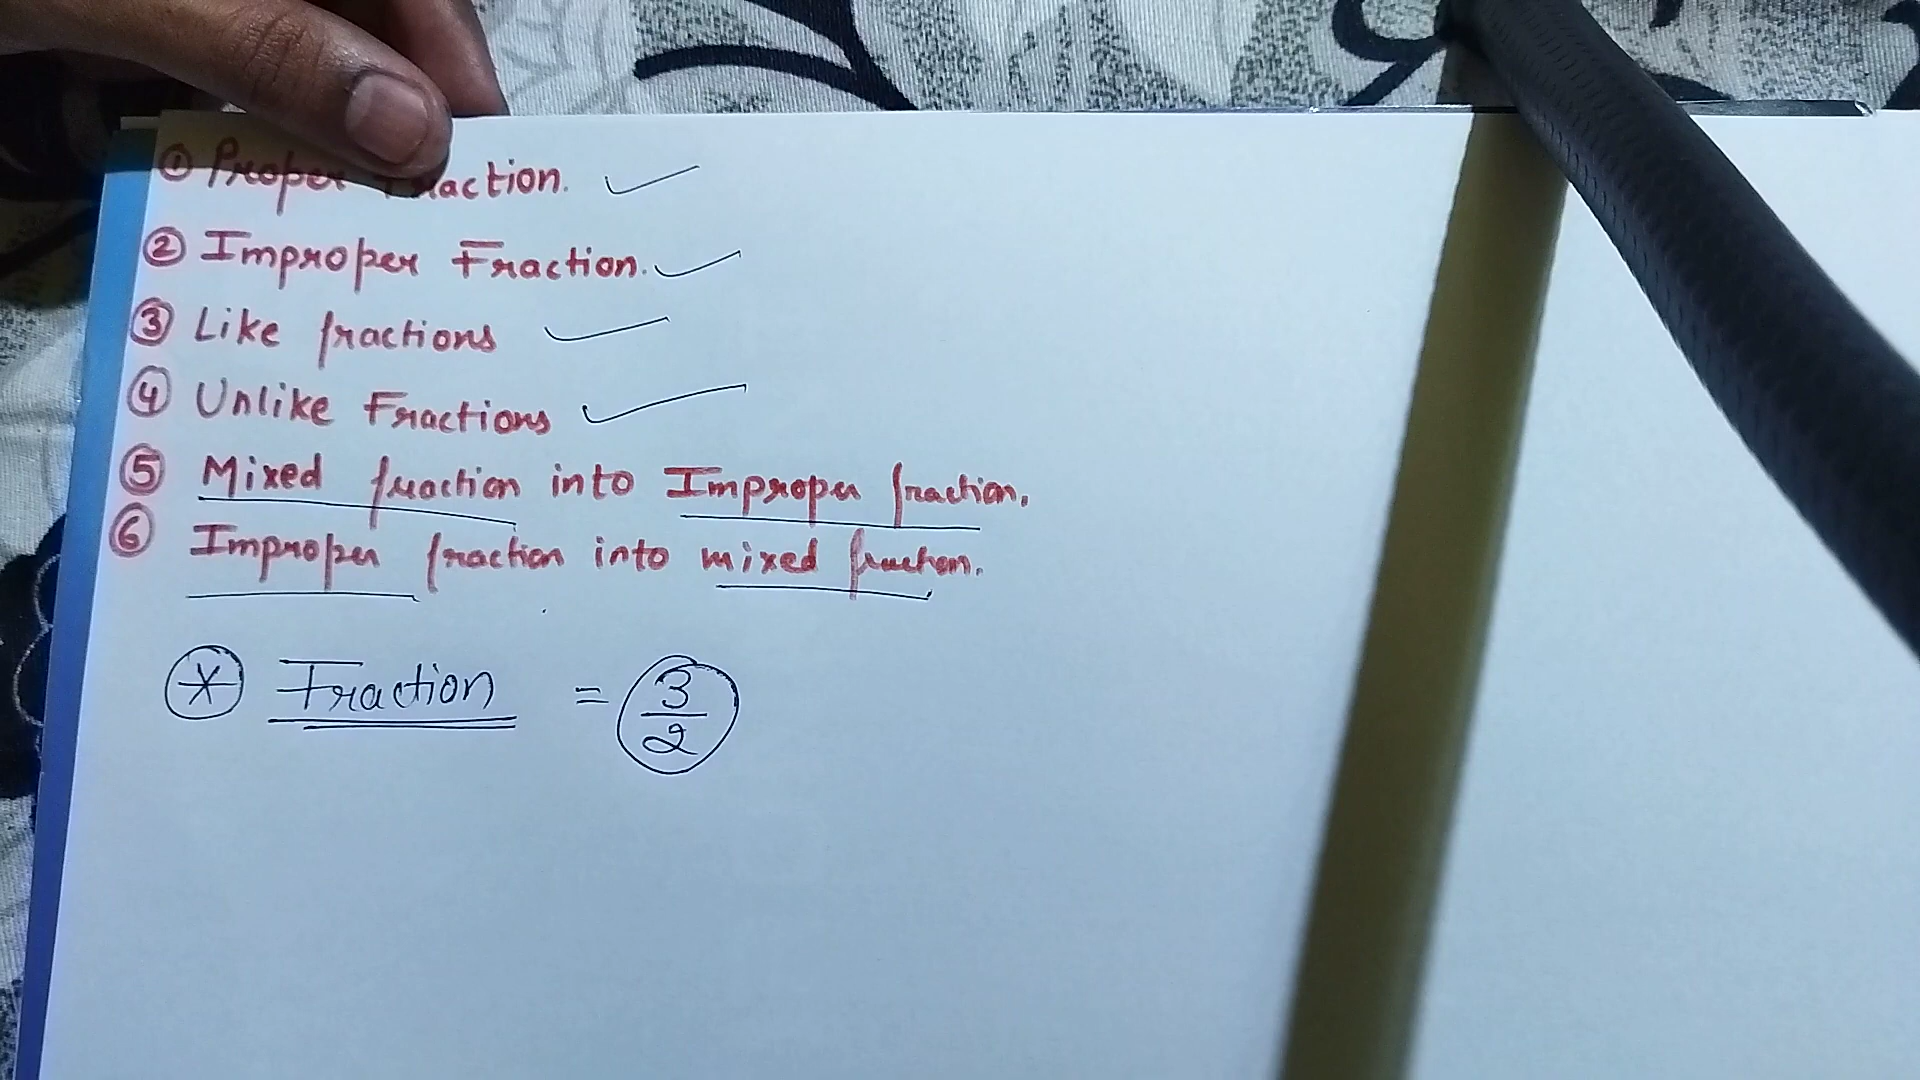 ① Proper Fraction.
② Improper Fraction.
③ Like fractions
④ Unlike Fractions
⑤ Mixed fraction into Improper fraction.
⑥ Improper fraction into mixed fraction.
* Fraction = 3/2